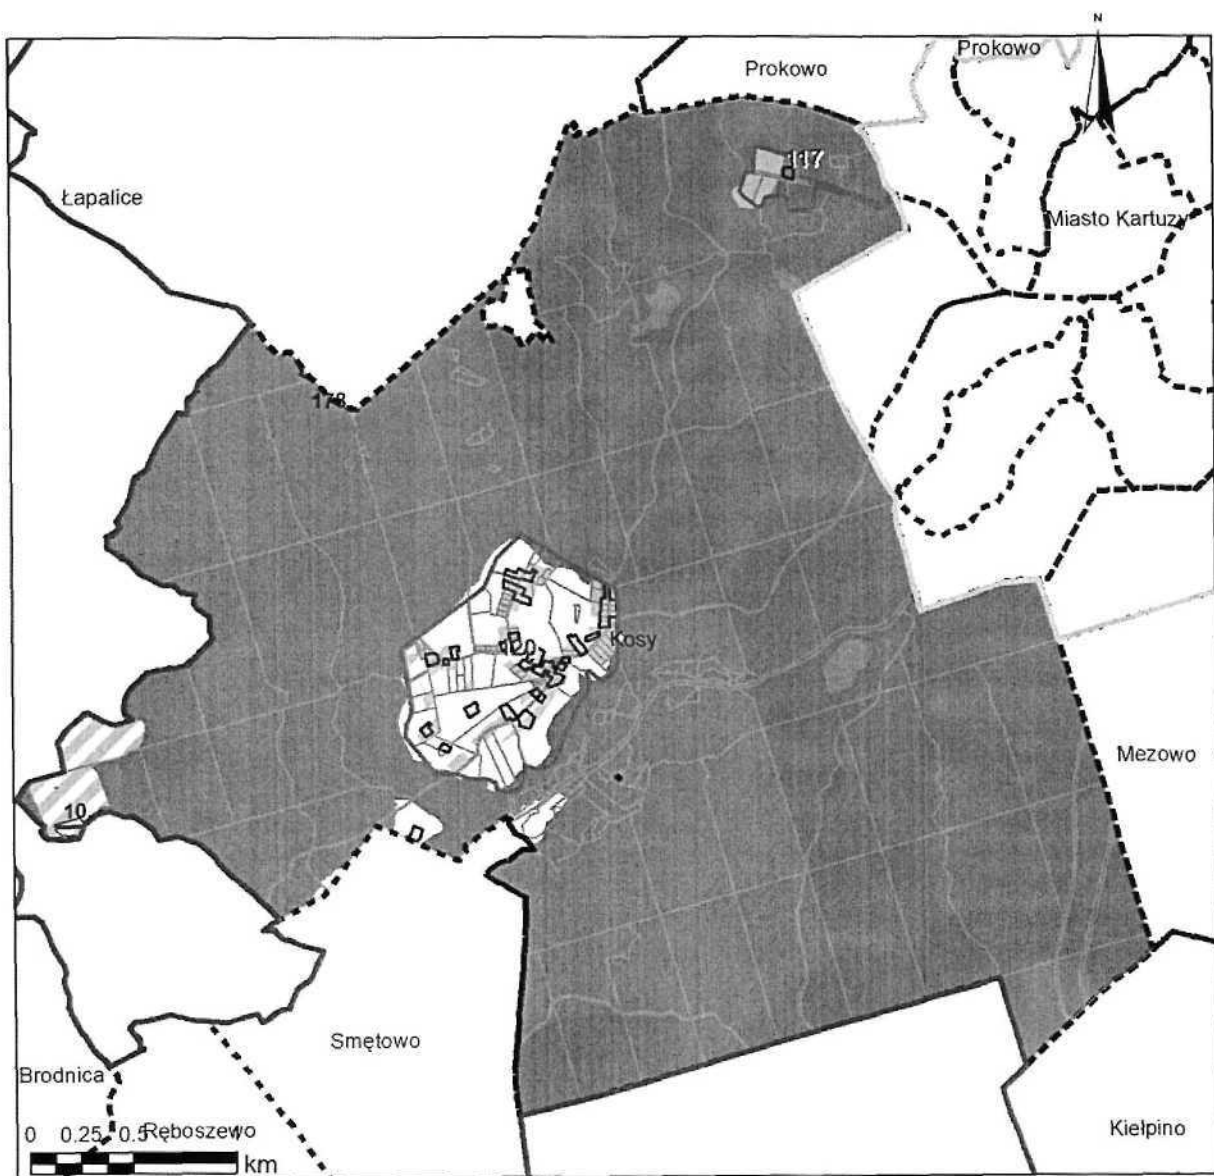 N
Prokowo
Prokowo
117
Łapalice
Miasto Kartuzy
178
Kosy
Mezowo
10
Smętowo
Brodnica
Ręboszewo
Kiełpino
0 0.25 0.5 1
km